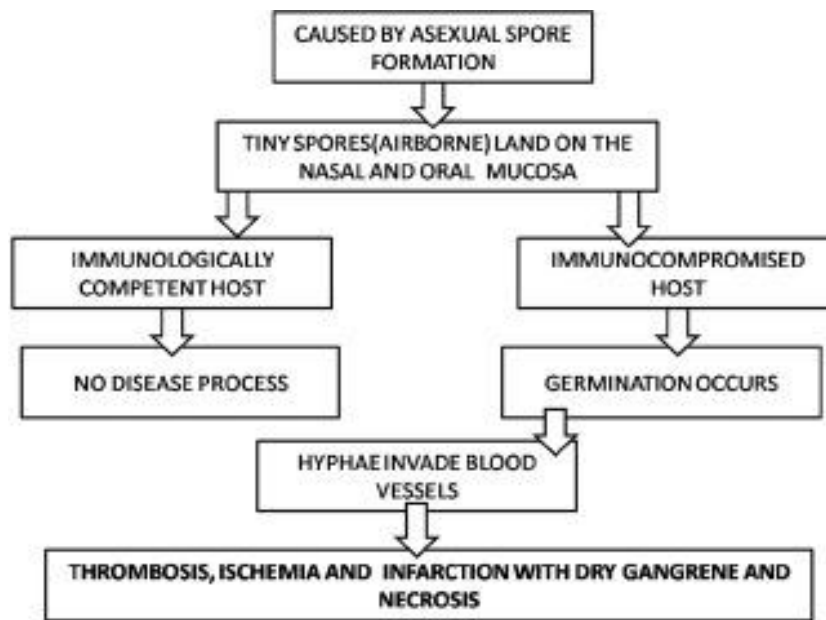 CAUSED BY ASEXUAL SPORE
FORMATION
TINY SPORES(AIRBORNE) LAND ON THE
NASAL AND ORAL MUCOSA
IMMUNOLOGICALLY
COMPETENT HOST
IMMUNOCOMPROMISED
HOST
NO DISEASE PROCESS
GERMINATION OCCURS
HYPHAE INVADE BLOOD
VESSELS
THROMBOSIS, ISCHEMIA AND INFARCTION WITH DRY GANGRENE AND
NECROSIS